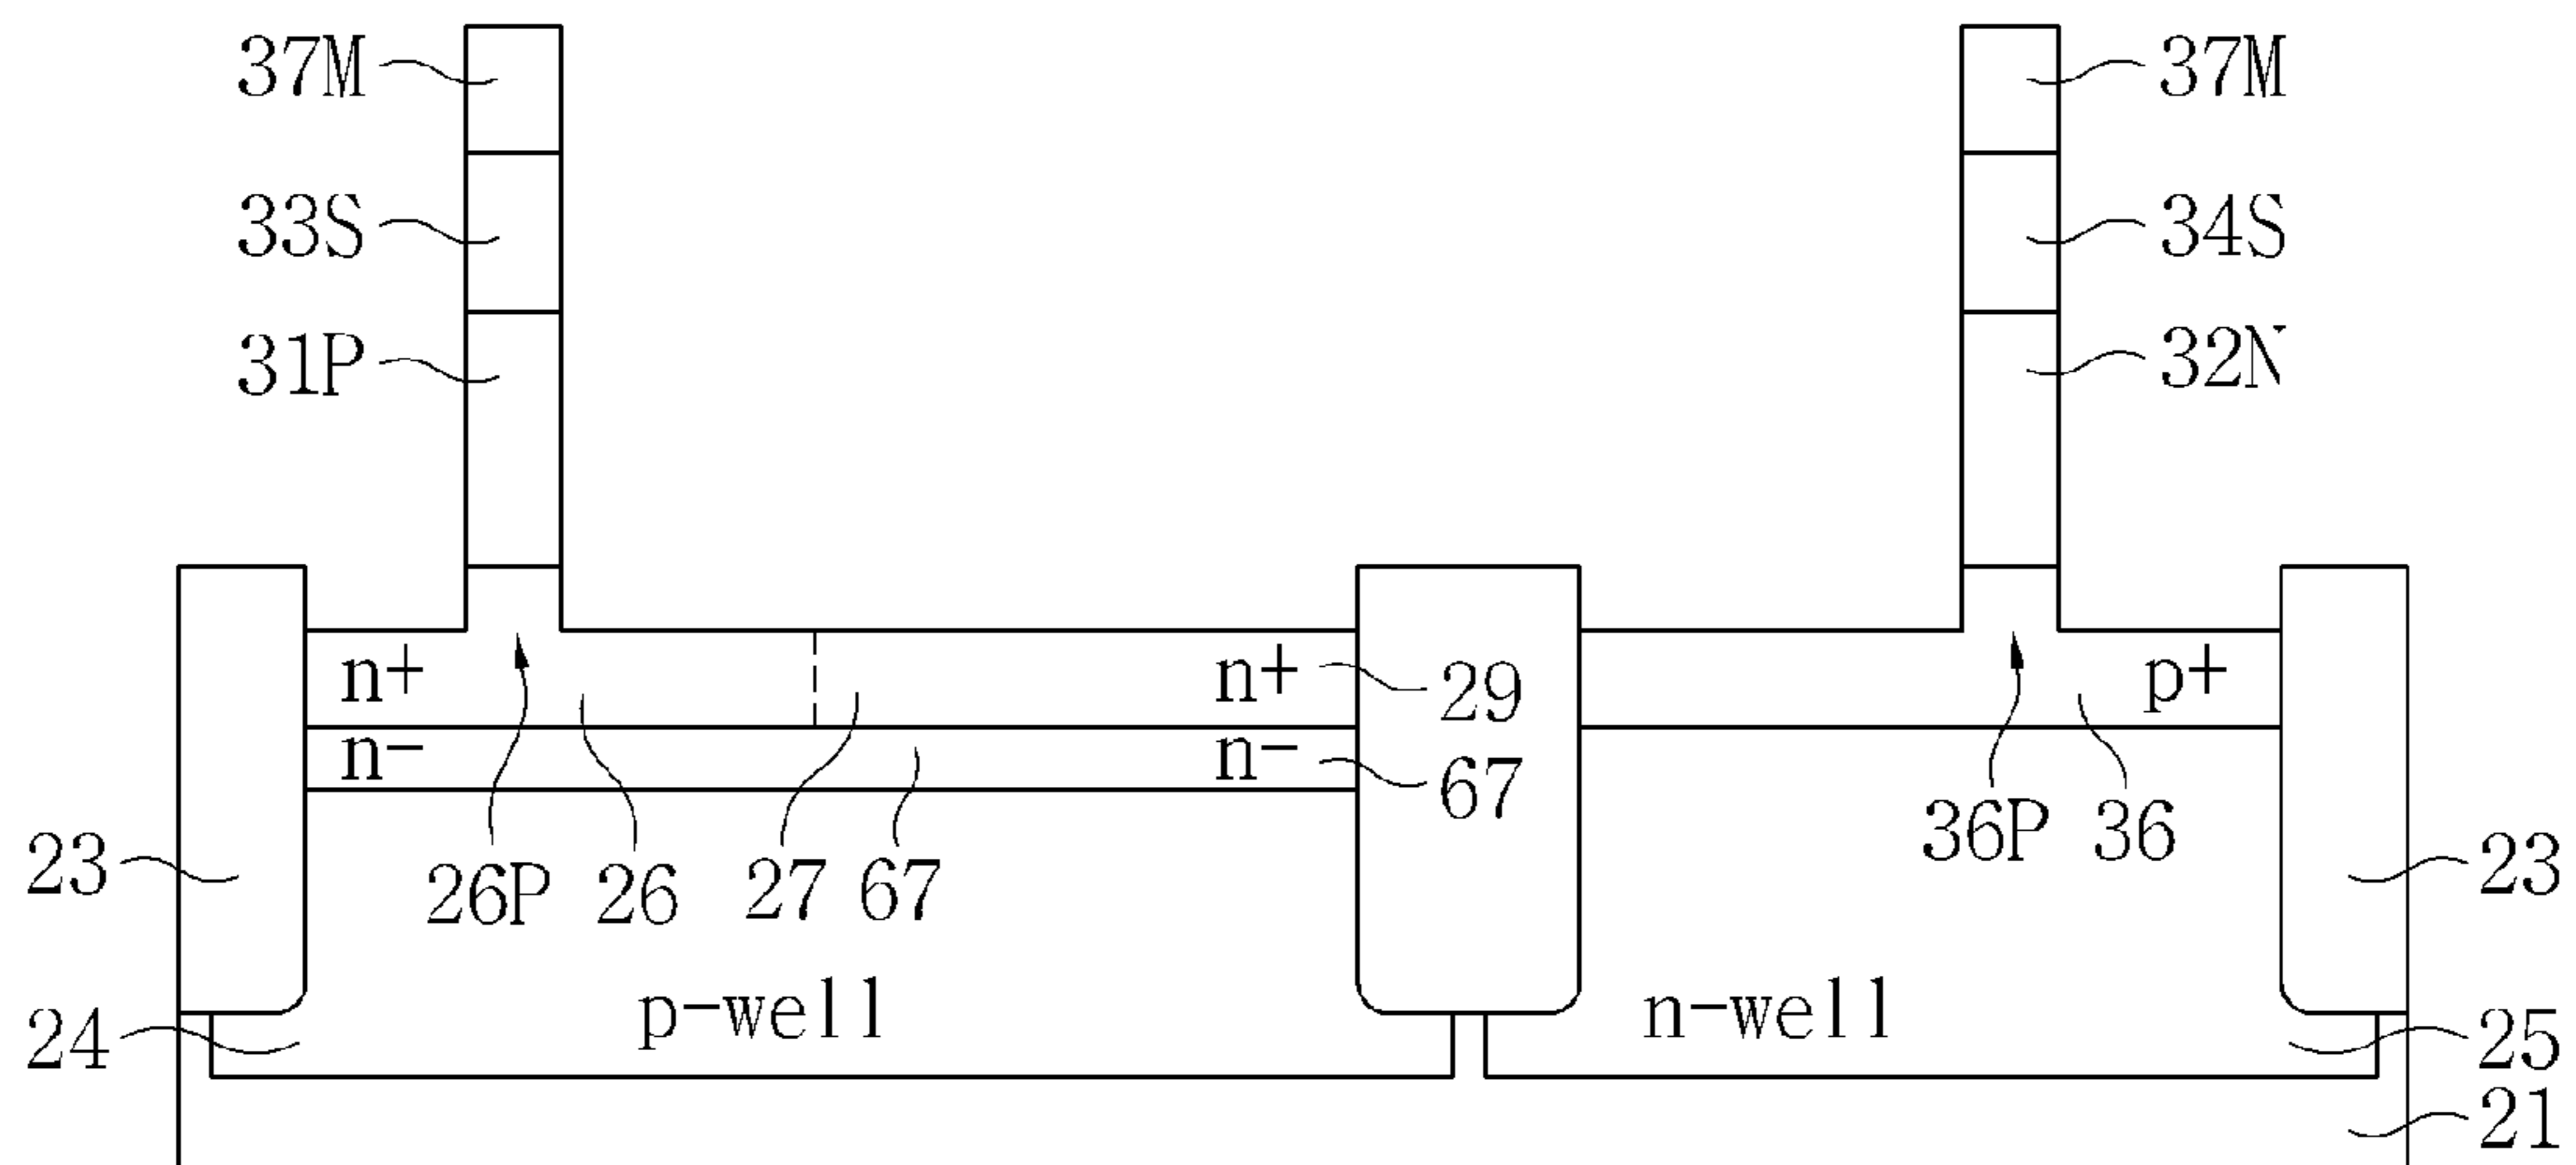 37M 37M
33S 34S
31P 32N
n+ n+ 29 p+
n- n- 67
23 26P 26 27 67 36P 36 23
24 p-well n-well 25
21